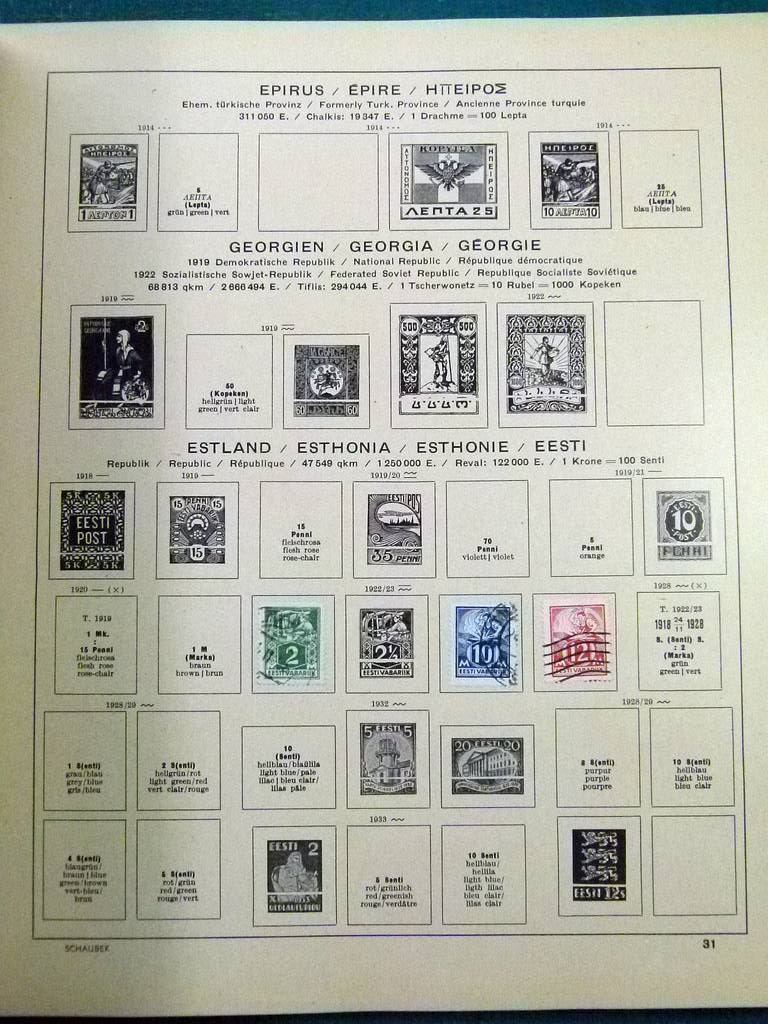 EPIRUS / ÉPIRE / ΗΠΕΙΡΟΣ
Ehem. türkische Provinz / Formerly Turk. Province / Ancienne Province turquie
311 050 E. / Chalkis: 19 347 E. / 1 Drachme = 100 Lepta
1914 ---
1914 ---
1914 ---
ΗΠΕΙΡΟΣ
1 ΛΕΠΤΟΝ 1
5
ΛΕΠΤΑ
(Lepta)
grün | green | vert
ΚΟΡΥΤΣΑ
ΑΥΤΟΝΟΜΟΣ
ΗΠΕΙΡΟΣ
ΛΕΠΤΑ 25
ΗΠΕΙΡΟΣ
10 ΛΕΠΤΑ 10
25
ΛΕΠΤΑ
(Lepta)
blau | blue | bleu
GEORGIEN / GEORGIA / GÉORGIE
1919 Demokratische Republik / National Republic / République démocratique
1922 Sozialistische Sowjet-Republik / Federated Soviet Republic / Republique Socialiste Soviétique
68 813 qkm / 2 666 494 E. / Tiflis: 294 044 E. / 1 Tscherwonetz = 10 Rubel = 1000 Kopeken
1919
1919
1922
50
(Kopeken)
hellgrün | light
green | vert clair
60 60
500 500
ESTLAND / ESTHONIA / ESTHONIE / EESTI
Republik / Republic / République / 47 549 qkm / 1 250 000 E. / Reval: 122 000 E. / 1 Krone = 100 Senti
1918 —
1919 —
1919/20
1919/21 —
5K 5K
EESTI
POST
5K 5K
15 PENNI 15
EESTI VABARIIK
15
15
Penni
fleischrosa
flesh rose
rose-chair
EESTI POST
35 PENNI
70
Penni
violett | violet
5
Penni
orange
EESTI
10
POST
PENNI
1920 — (X)
1922/23
1928 (X)
T. 1919
1 Mk.
:
15 Penni
fleischrosa
flesh rose
rose-chair
1 M
(Marka)
braun
brown | brun
2
EESTI VABARIIK
2½
EESTI VABARIIK
M 10 M
EESTI VABARIIK
M 12 M
EESTI VABARIIK
T. 1922/23
1918 24/11 1928
S. (Senti) S.
: 2
(Marka)
grün
green | vert
1928/29
1932
1928/29
1 S(enti)
grau/blau
grey/blue
gris/bleu
2 S(enti)
hellgrün/rot
light green/red
vert clair/rouge
10
(Senti)
hellblau/blaßlila
light blue/pale
lilac | bleu clair/
lilas pâle
5 EESTI 5
20 EESTI 20
8 S(enti)
purpur
purple
pourpre
10 S(enti)
hellblau
light blue
bleu clair
1933
4 S(enti)
blaugrün/
braun | blue
green/brown
vert-bleu/
brun
5 S(enti)
rot/grün
red/green
rouge/vert
EESTI 2
5 Senti
rot/grünlich
red/greenish
rouge/verdâtre
10 Senti
hellblau/
hellila
light blue/
ligth lilac
bleu clair/
lilas clair
EESTI 12s
SCHAUBEK
31